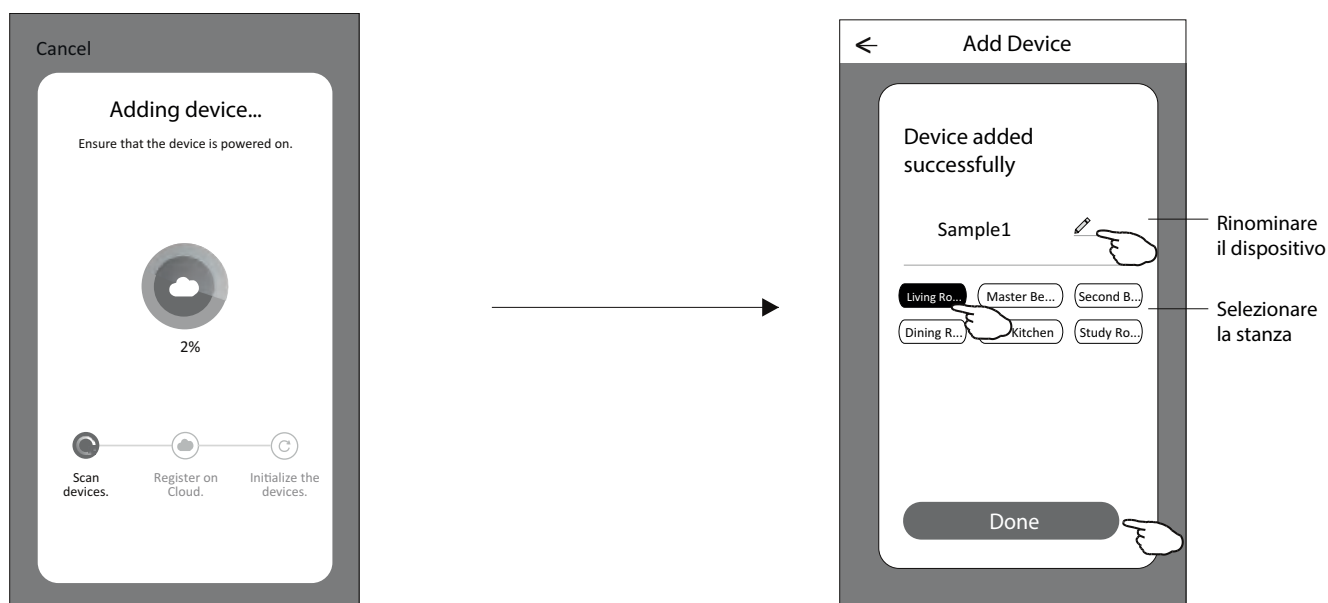 Cancel
Adding device...
Ensure that the device is powered on.
2%
Scan
devices.
Register on
Cloud.
Initialize the
devices.
Add Device
Device added
successfully
Sample1
Rinominare
il dispositivo
Living Ro...
Master Be...
Second B...
Dining R...
Kitchen
Study Ro...
Selezionare
la stanza
Done